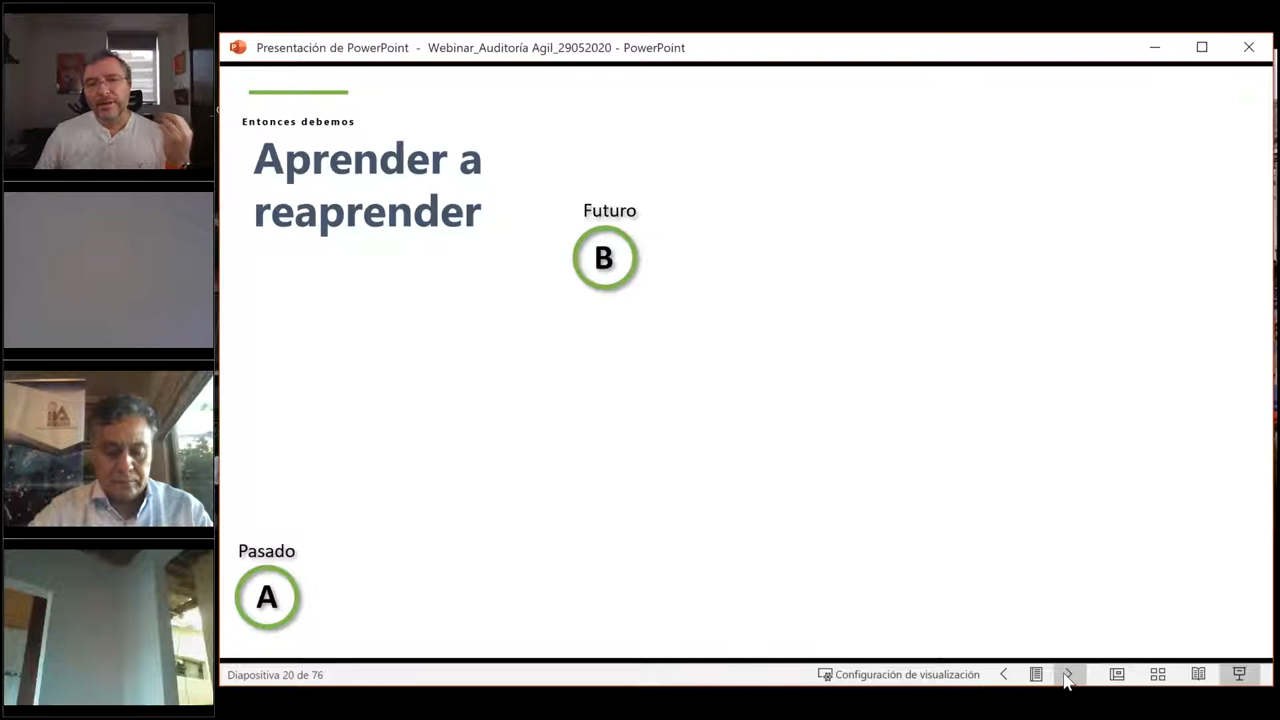 Presentación de PowerPoint - Webinar_Auditoría Agil_29052020 - PowerPoint
Entonces debemos
Aprender a
reaprender
Futuro
B
Pasado
A
Diapositiva 20 de 76
Configuración de visualización